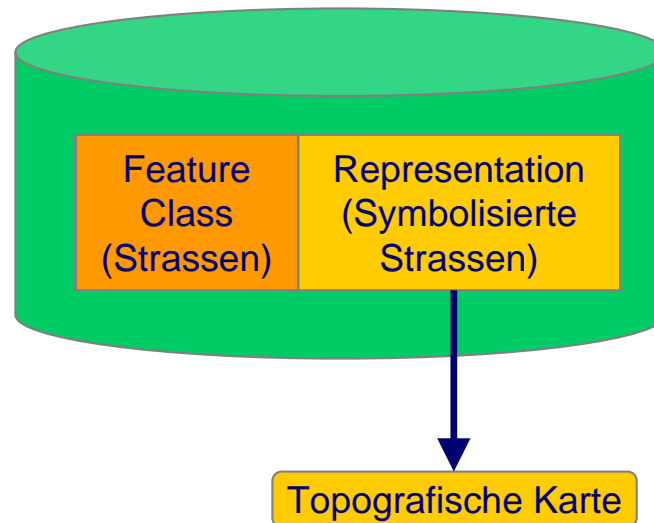 Feature
Class
(Strassen)
Representation
(Symbolisierte
Strassen)
Topografische Karte